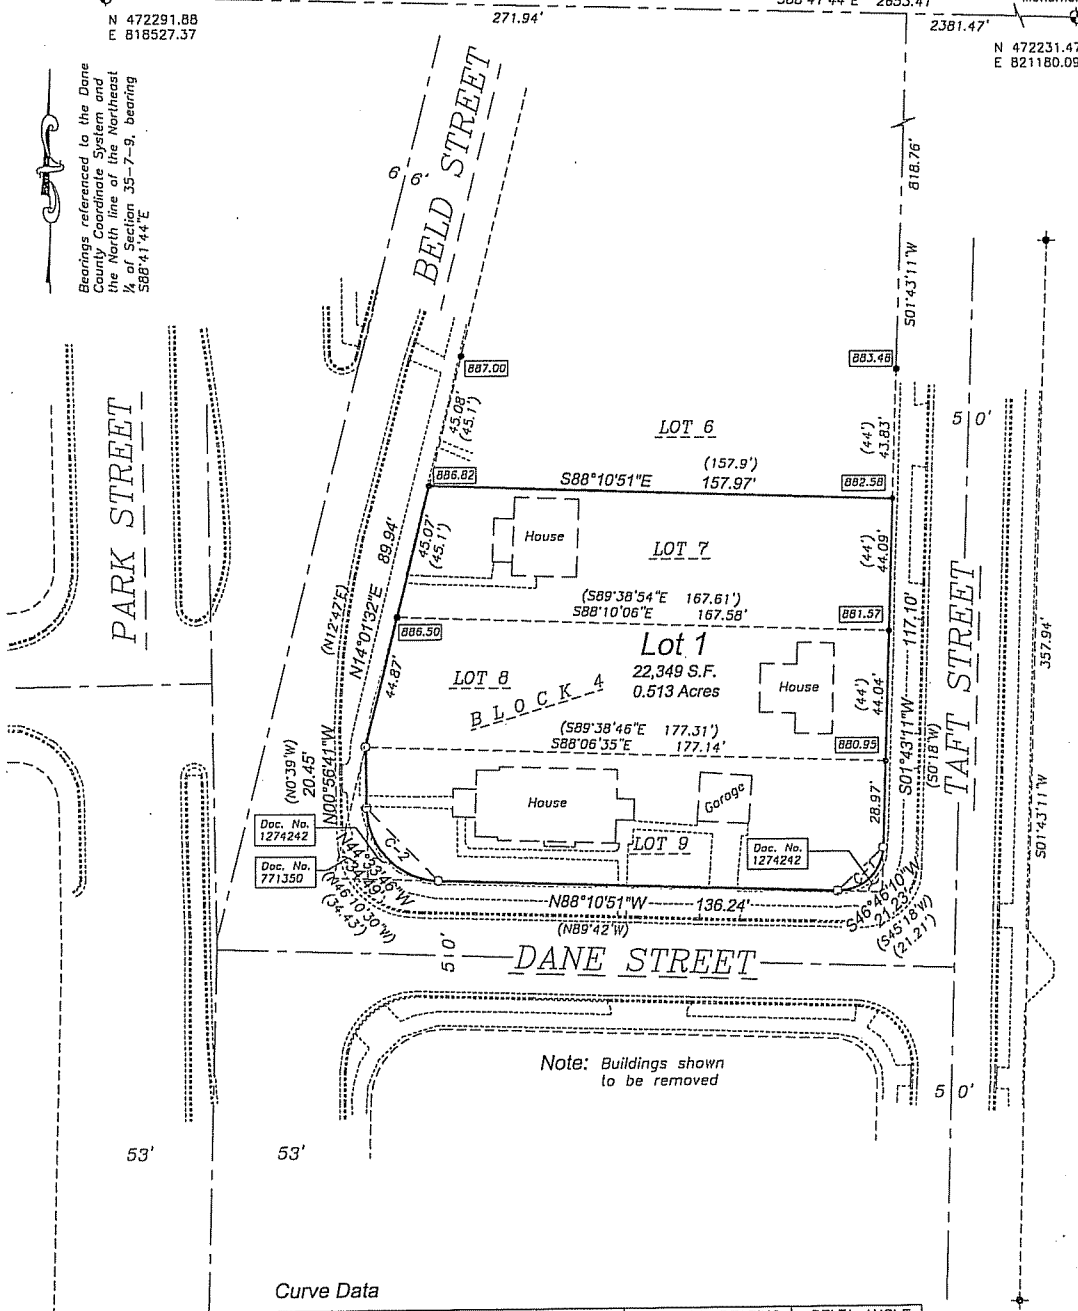 N 472291.88
E 818527.37
271.94'
2381.47'
N 472231.47
E 821180.09
Bearings referenced to the Dane
County Coordinate System and
the North line of the Northeast
¼ of Section 35-7-9, bearing
S88°41'44"E
6 6'
BELD STREET
818.76'
S01°43'11"W
887.00
883.48
PARK STREET
45.08'
(45.1')
LOT 6
(44')
43.83'
5 0'
886.82
(157.9')
S88°10'51"E 157.97'
882.58
House
45.07'
(45.1')
89.94'
N14°01'32"E
(N12°47'E)
LOT 7
(44')
44.09'
(S89°38'54"E 167.61')
S88°10'06"E 167.58'
886.50
881.57
117.10'
TAFT STREET
357.94'
Lot 1
22,349 S.F.
0.513 Acres
44.87'
LOT 8
BLOCK 4
House
(44')
44.04'
(S89°38'46"E 177.31')
S88°06'35"E 177.14'
880.95
S01°43'11"W
(S0°18'W)
S01°43'11"W
(N0°39'W)
20.45'
N00°56'41"W
House
Garage
28.97'
Doc. No.
1274242
Doc. No.
771350
C-2
N44°33'46"W
34.49'
(N46°10'30"W)
(34.43')
LOT 9
Doc. No.
1274242
C-1
N88°10'51"W 136.24'
(N89°42'W)
S46°46'10"W
21.23'
(S45°18'W)
(21.21')
5 0'
DANE STREET
Note: Buildings shown
to be removed
5 0'
53'
53'
Curve Data